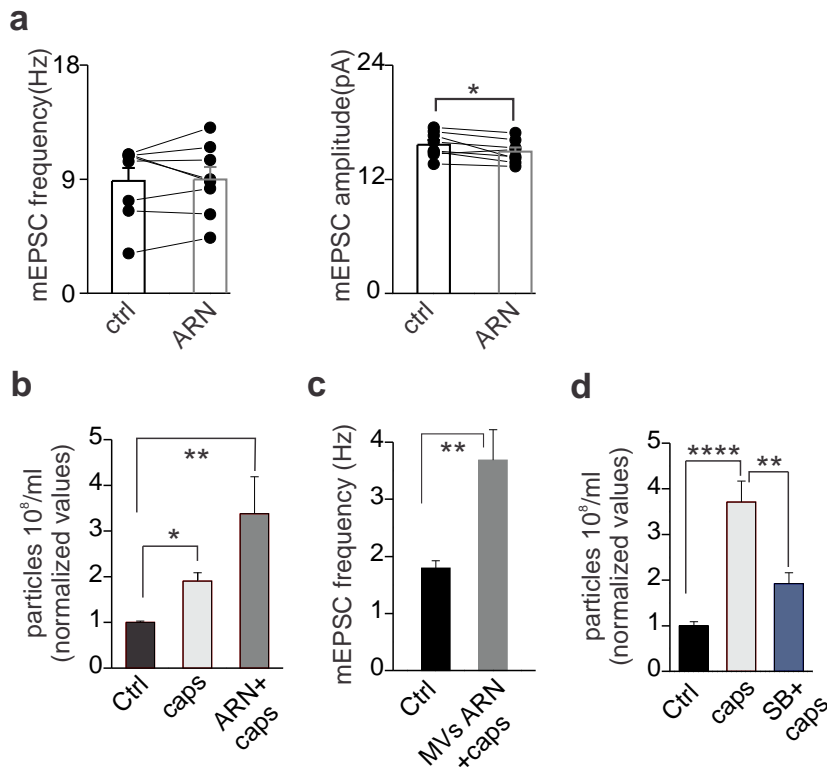 a
mEPSC frequency(Hz)
18
9
0
ctrl
ARN
mEPSC amplitude(pA)
24
12
0
*
ctrl
ARN
b
particles 10⁸/ml
(normalized values)
5
4
3
2
1
0
**
*
Ctrl
caps
ARN+
caps
c
mEPSC frequency (Hz)
4
2
0
**
Ctrl
MVs ARN
+caps
d
particles 10⁸/ml
(normalized values)
5
4
3
2
1
0
****
**
Ctrl
caps
SB+
caps